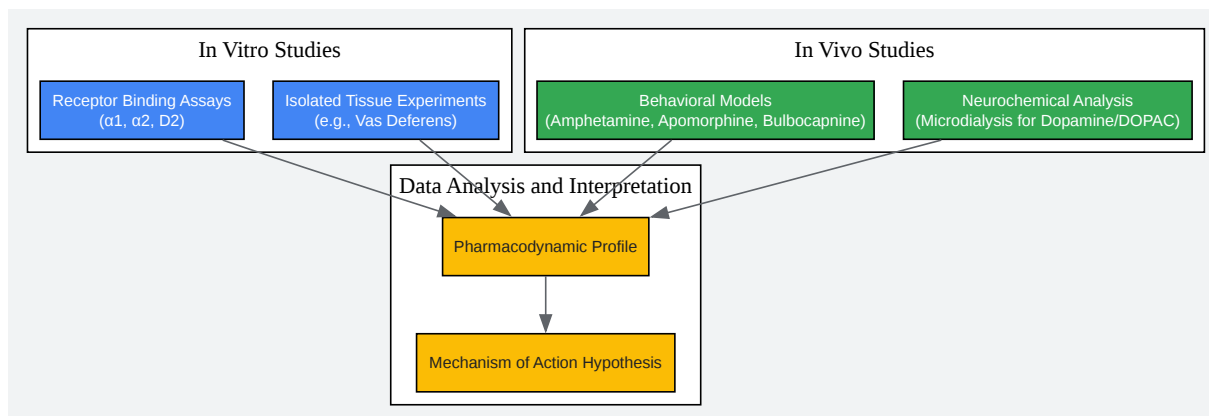 In Vitro Studies
In Vivo Studies
Receptor Binding Assays
(α1, α2, D2)
Isolated Tissue Experiments
(e.g., Vas Deferens)
Behavioral Models
(Amphetamine, Apomorphine, Bulbocapnine)
Neurochemical Analysis
(Microdialysis for Dopamine/DOPAC)
Data Analysis and Interpretation
Pharmacodynamic Profile
Mechanism of Action Hypothesis